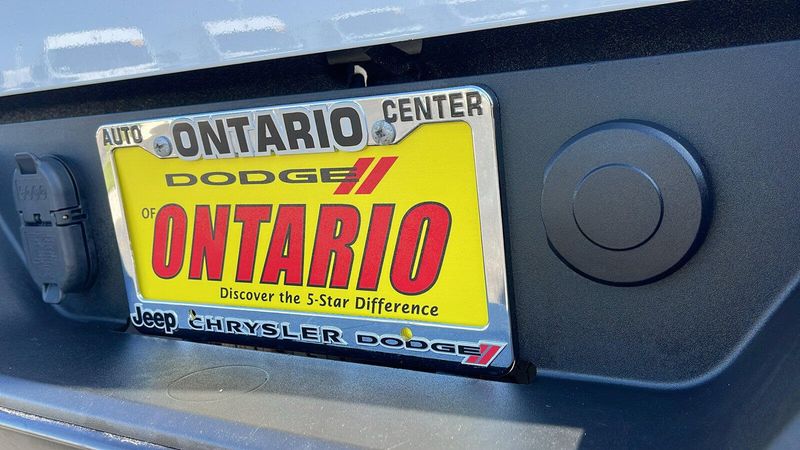 AUTO ONTARIO CENTER
DODGE
OF ONTARIO
Discover the 5-Star Difference
Jeep CHRYSLER DODGE